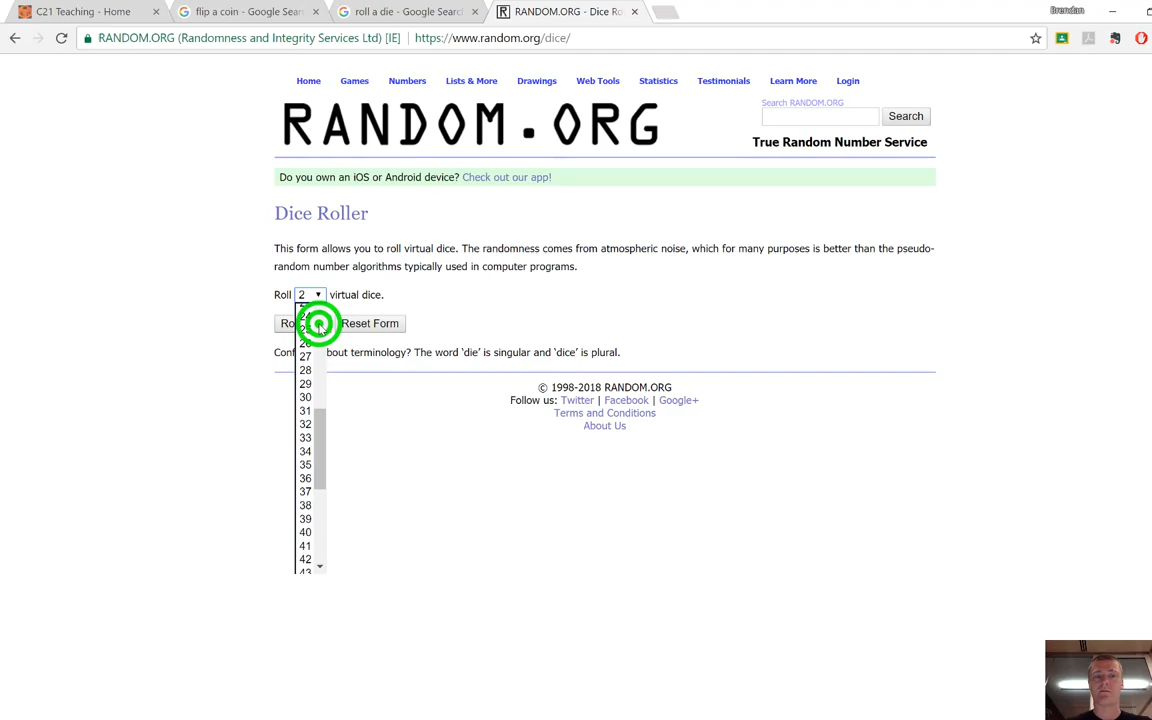 C21 Teaching - Home
flip a coin - Google Sear
roll a die - Google Searcl
RANDOM.ORG - Dice Ro
Brendan
RANDOM.ORG (Randomness and Integrity Services Ltd) [IE] | https://www.random.org/dice/
Home Games Numbers Lists & More Drawings Web Tools Statistics Testimonials Learn More Login
RANDOM.ORG
Search RANDOM.ORG
Search
True Random Number Service
Do you own an iOS or Android device? Check out our app!
Dice Roller
This form allows you to roll virtual dice. The randomness comes from atmospheric noise, which for many purposes is better than the pseudo-
random number algorithms typically used in computer programs.
Roll 2 virtual dice.
Ro Reset Form
Conf bout terminology? The word ‘die’ is singular and ‘dice’ is plural.
26
27
28
29
30
31
32
33
34
35
36
37
38
39
40
41
42
43
© 1998-2018 RANDOM.ORG
Follow us: Twitter | Facebook | Google+
Terms and Conditions
About Us